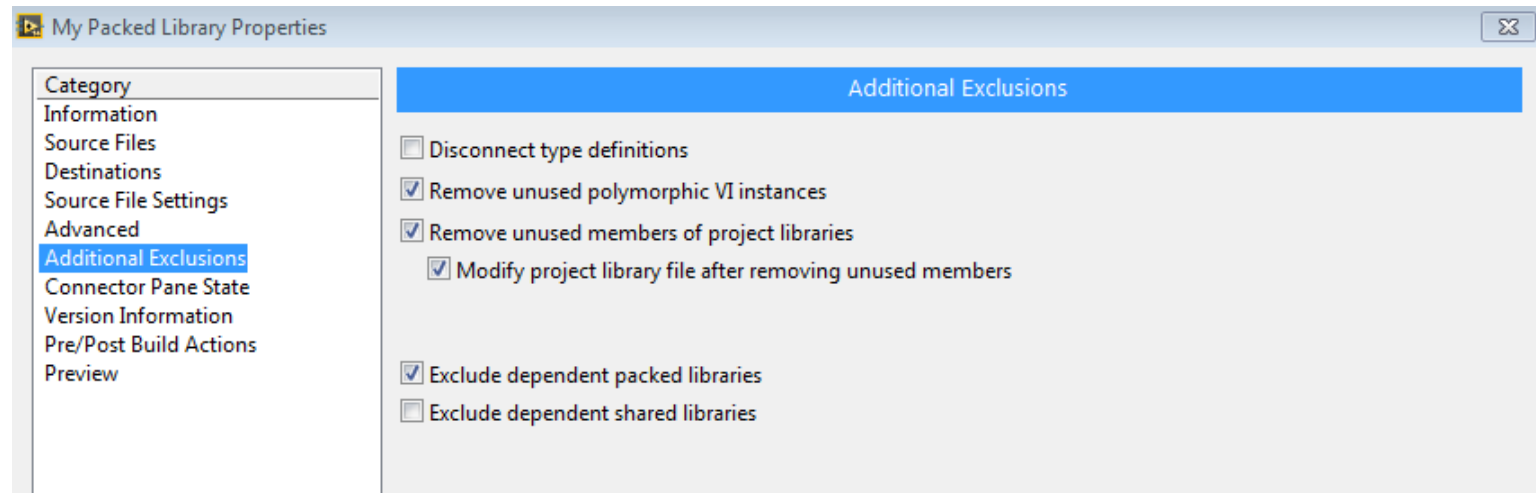 My Packed Library Properties
Category
Information
Source Files
Destinations
Source File Settings
Advanced
Additional Exclusions
Connector Pane State
Version Information
Pre/Post Build Actions
Preview
Additional Exclusions
Disconnect type definitions
Remove unused polymorphic VI instances
Remove unused members of project libraries
Modify project library file after removing unused members
Exclude dependent packed libraries
Exclude dependent shared libraries